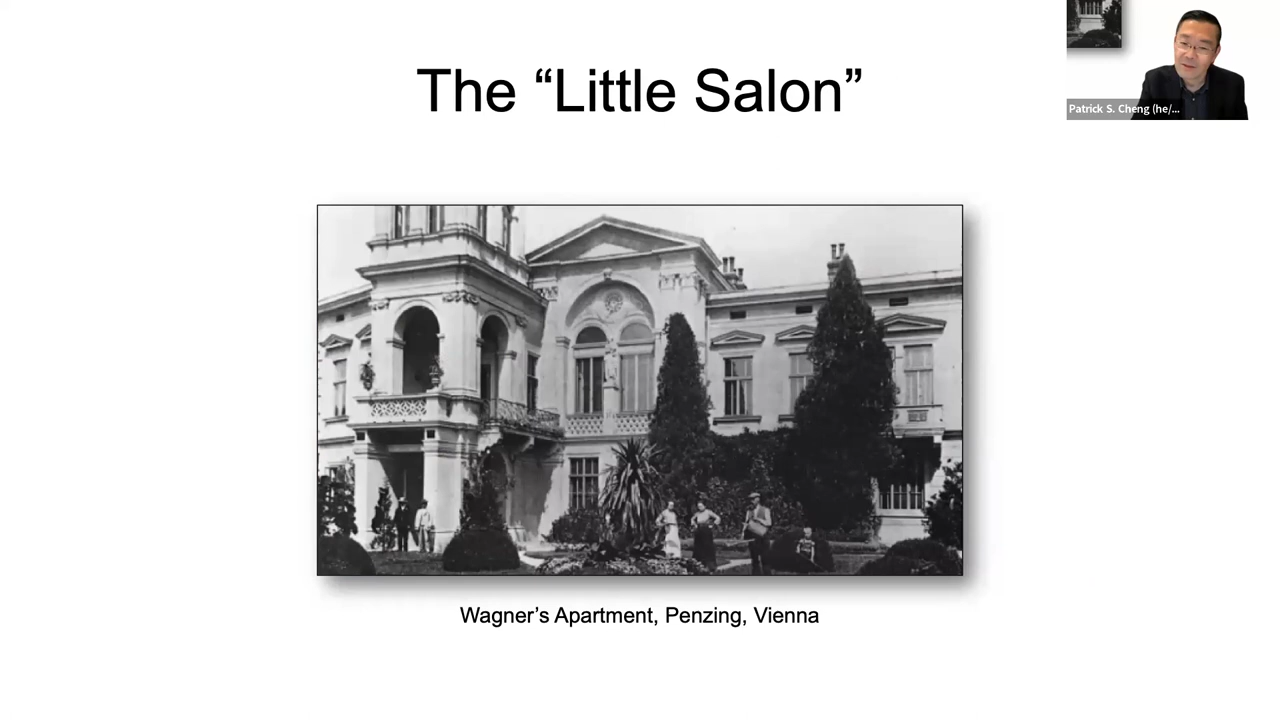 The “Little Salon”
Patrick S. Cheng (he/...
Wagner’s Apartment, Penzing, Vienna